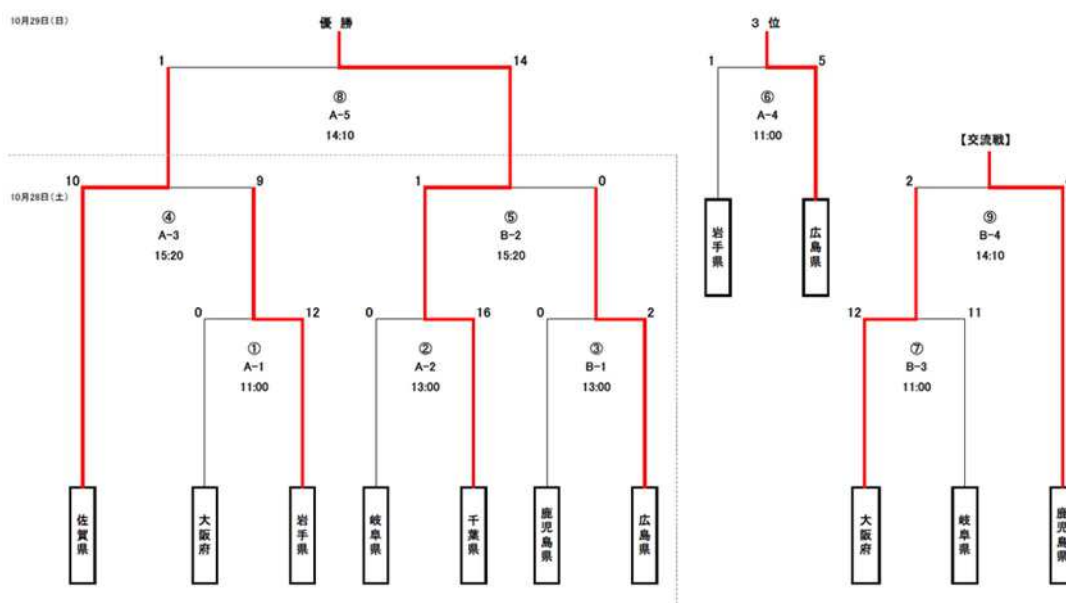 10月29日(日)
優 勝
3 位
1
14
1
5
⑧
A-5
14:10
⑥
A-4
11:00
【交流戦】
10月28日(土)
10
9
1
0
2
④
A-3
15:20
⑤
B-2
15:20
岩手県
広島県
⑨
B-4
14:10
0
12
0
16
0
2
12
11
①
A-1
11:00
②
A-2
13:00
③
B-1
13:00
⑦
B-3
11:00
佐賀県
大阪府
岩手県
岐阜県
千葉県
鹿児島県
広島県
大阪府
岐阜県
鹿児島県